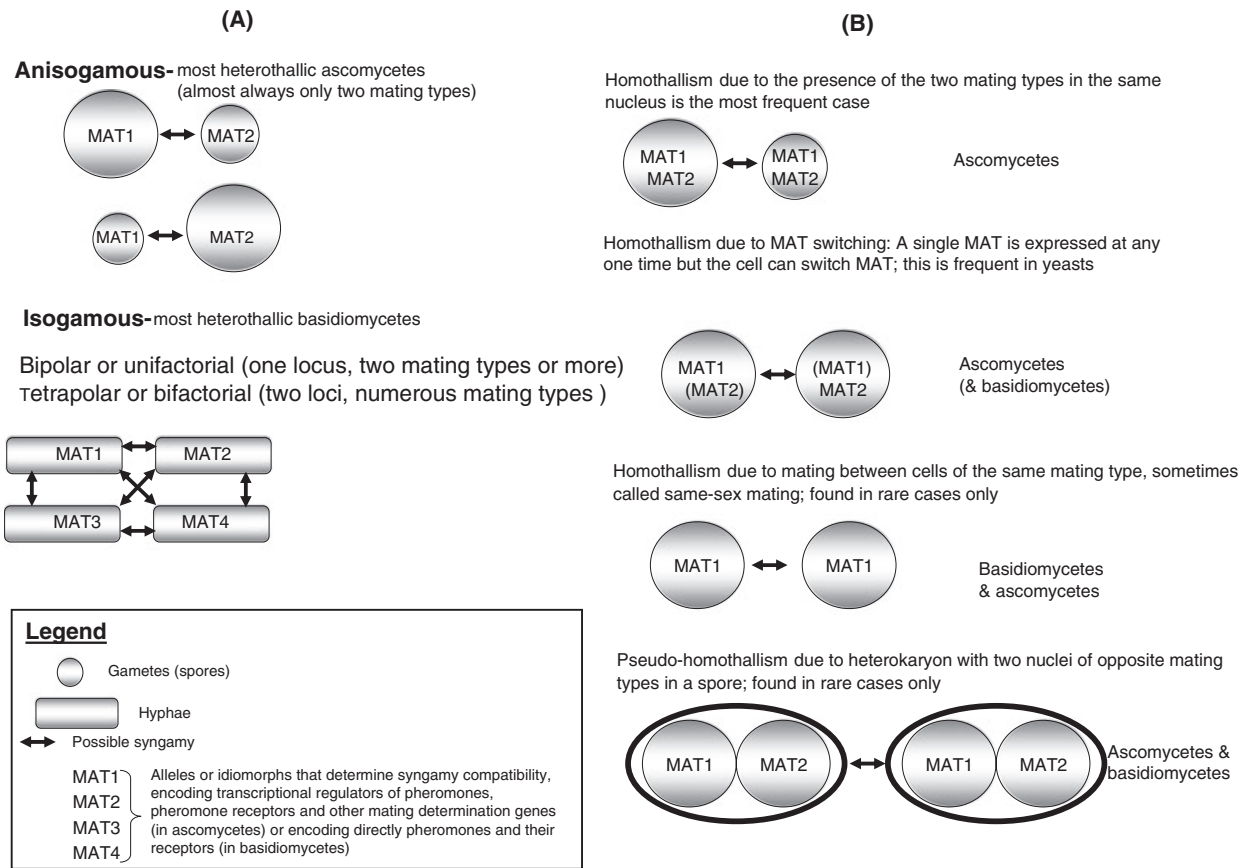 (A)
Anisogamous- most heterothallic ascomycetes
(almost always only two mating types)
MAT1
MAT2
MAT1
MAT2
Isogamous- most heterothallic basidiomycetes
Bipolar or unifactorial (one locus, two mating types or more)
Tetrapolar or bifactorial (two loci, numerous mating types )
MAT1
MAT2
MAT3
MAT4
Legend
Gametes (spores)
Hyphae
Possible syngamy
MAT1
MAT2
MAT3
MAT4
Alleles or idiomorphs that determine syngamy compatibility,
encoding transcriptional regulators of pheromones,
pheromone receptors and other mating determination genes
(in ascomycetes) or encoding directly pheromones and their
receptors (in basidiomycetes)
(B)
Homothallism due to the presence of the two mating types in the same
nucleus is the most frequent case
MAT1
MAT2
MAT1
MAT2
Ascomycetes
Homothallism due to MAT switching: A single MAT is expressed at any
one time but the cell can switch MAT; this is frequent in yeasts
MAT1
(MAT2)
(MAT1)
MAT2
Ascomycetes
(& basidiomycetes)
Homothallism due to mating between cells of the same mating type, sometimes
called same-sex mating; found in rare cases only
MAT1
MAT1
Basidiomycetes
& ascomycetes
Pseudo-homothallism due to heterokaryon with two nuclei of opposite mating
types in a spore; found in rare cases only
MAT1
MAT2
MAT1
MAT2
Ascomycetes &
basidiomycetes